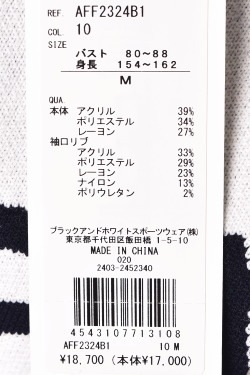 REF. AFF2324B1
COL. 10
SIZE
バスト 80~88
身長 154~162
M
QUA.
本体 アクリル 39%
ポリエステル 34%
レーヨン 27%
袖口リブ
アクリル 33%
ポリエステル 29%
レーヨン 23%
ナイロン 13%
ポリウレタン 2%
ブラックアンドホワイトスポーツウェア(株)
東京都千代田区飯田橋 1-5-10
MADE IN CHINA
020
2403-2452340
4543107713108
AFF2324B1 10 M
¥18,700 (本体¥17,000)